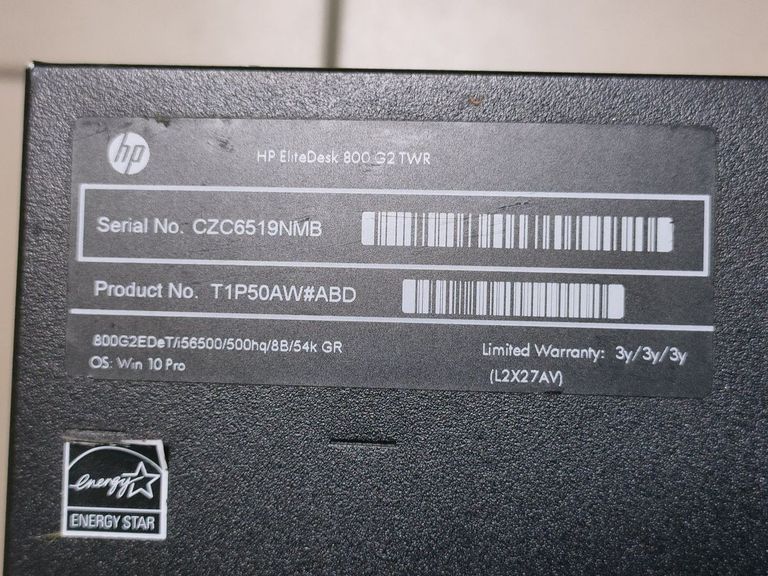 hp
HP EliteDesk 800 G2 TWR
Serial No. CZC6519NMB
Product No. T1P50AW#ABD
800G2EDeT/i56500/500hq/8B/54k GR
OS: Win 10 Pro
Limited Warranty: 3y/3y/3y
(L2X27AV)
energy
ENERGY STAR